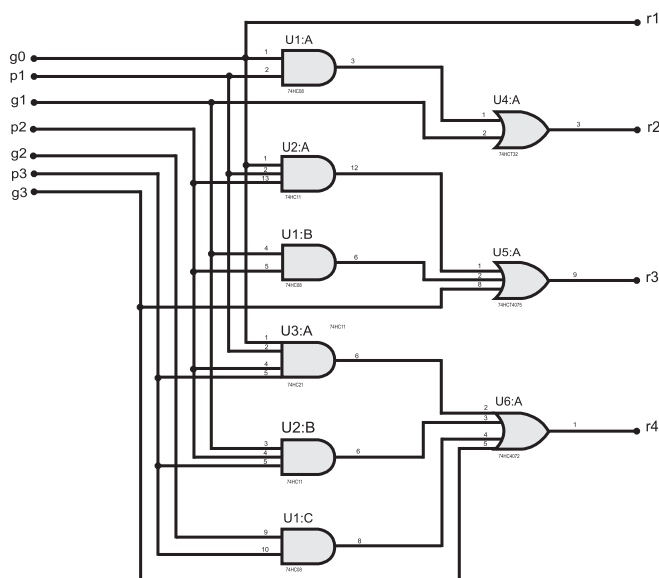 r1
g0
p1
g1
p2
g2
p3
g3
U1:A
1
2
3
74HC08
U4:A
1
2
3
74HCT32
r2
U2:A
1
2
13
12
74HC11
U1:B
4
5
6
74HC08
U5:A
1
2
8
9
74HCT4075
r3
U3:A
74HC11
1
2
4
5
6
74HC21
U6:A
2
3
4
5
1
74HC4072
r4
U2:B
3
4
5
6
74HC11
U1:C
9
10
8
74HC08